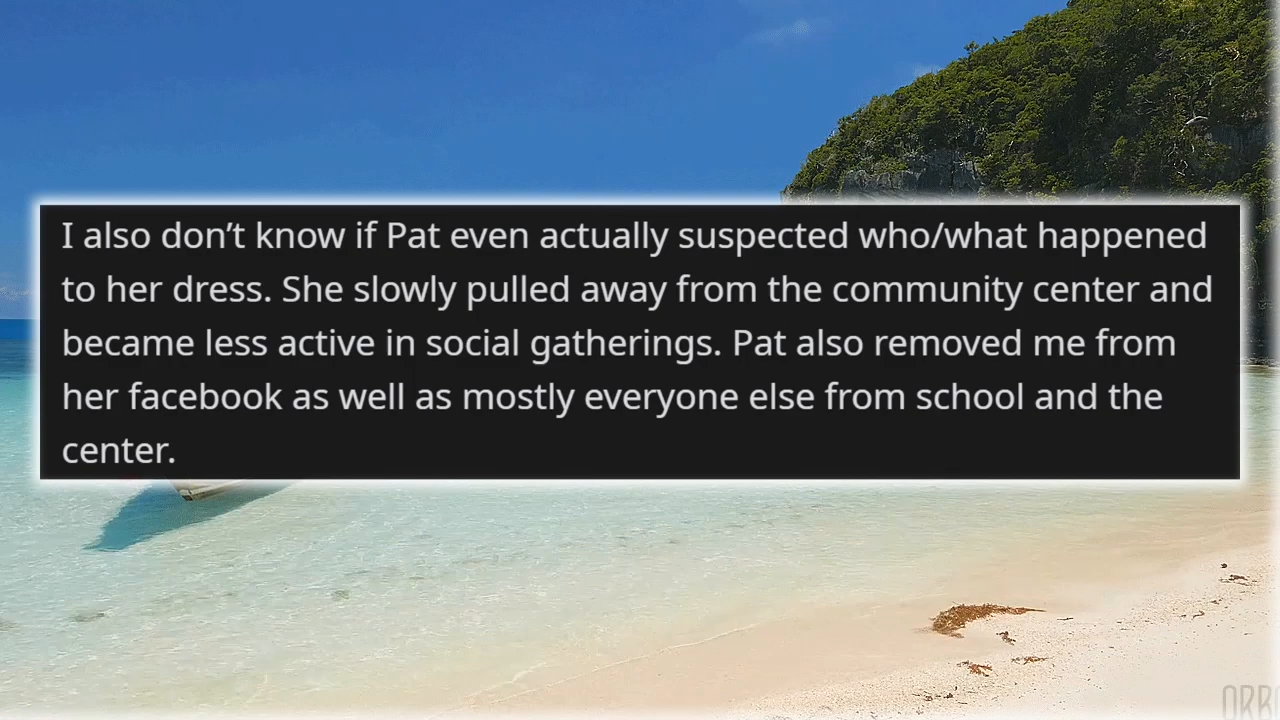 I also don’t know if Pat even actually suspected who/what happened
to her dress. She slowly pulled away from the community center and
became less active in social gatherings. Pat also removed me from
her facebook as well as mostly everyone else from school and the
center.